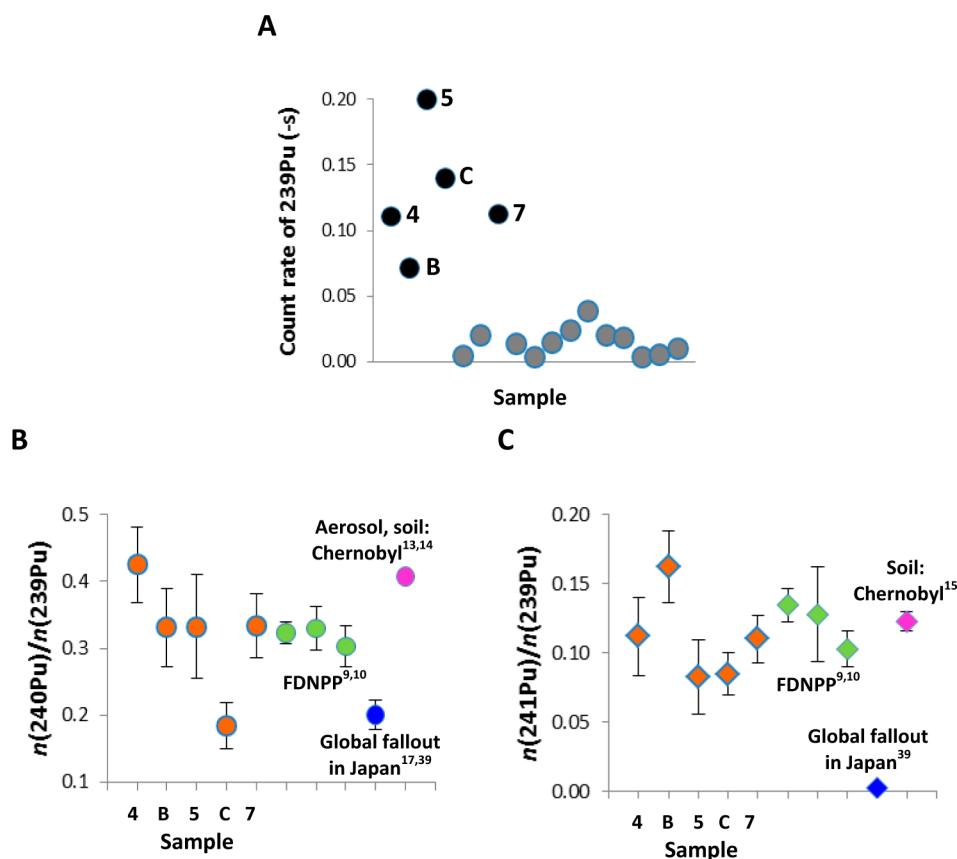 A
Count rate of 239Pu (-s)
0.20
0.15
0.10
0.05
0.00
5
C
4
7
B
Sample
B
n(240Pu)/n(239Pu)
0.5
0.4
0.3
0.2
0.1
Aerosol, soil:
Chernobyl13,14
FDNPP9,10
Global fallout
in Japan17,39
4 B 5 C 7
Sample
C
n(241Pu)/n(239Pu)
0.20
0.15
0.10
0.05
0.00
Soil:
Chernobyl15
FDNPP9,10
Global fallout
in Japan39
4 B 5 C 7
Sample